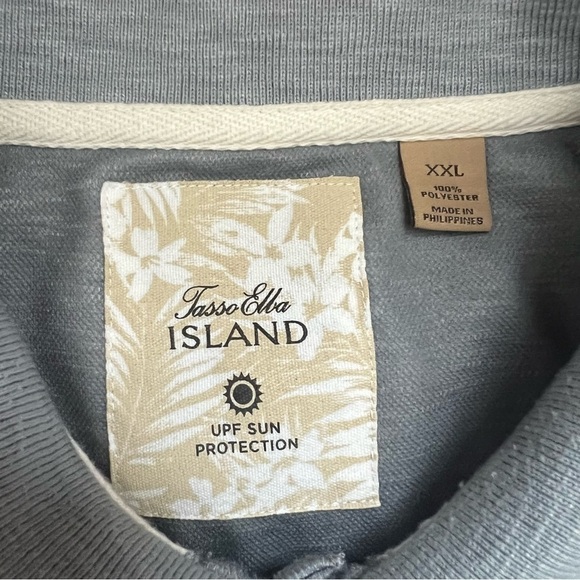 XXL
100%
POLYESTER
MADE IN
PHILIPPINES
Tasso Elba
ISLAND
UPF SUN
PROTECTION